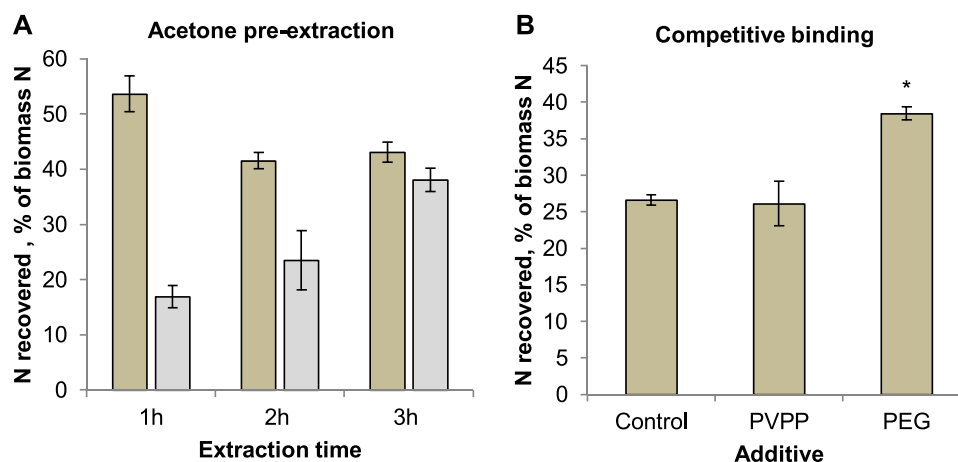 A
Acetone pre-extraction
N recovered , % of biomass N
60
50
40
30
20
10
0
1h 2h 3h
Extraction time
B
Competitive binding
N recovered, % of biomass N
45
40
35
30
25
20
15
10
5
0
*
Control PVPP PEG
Additive